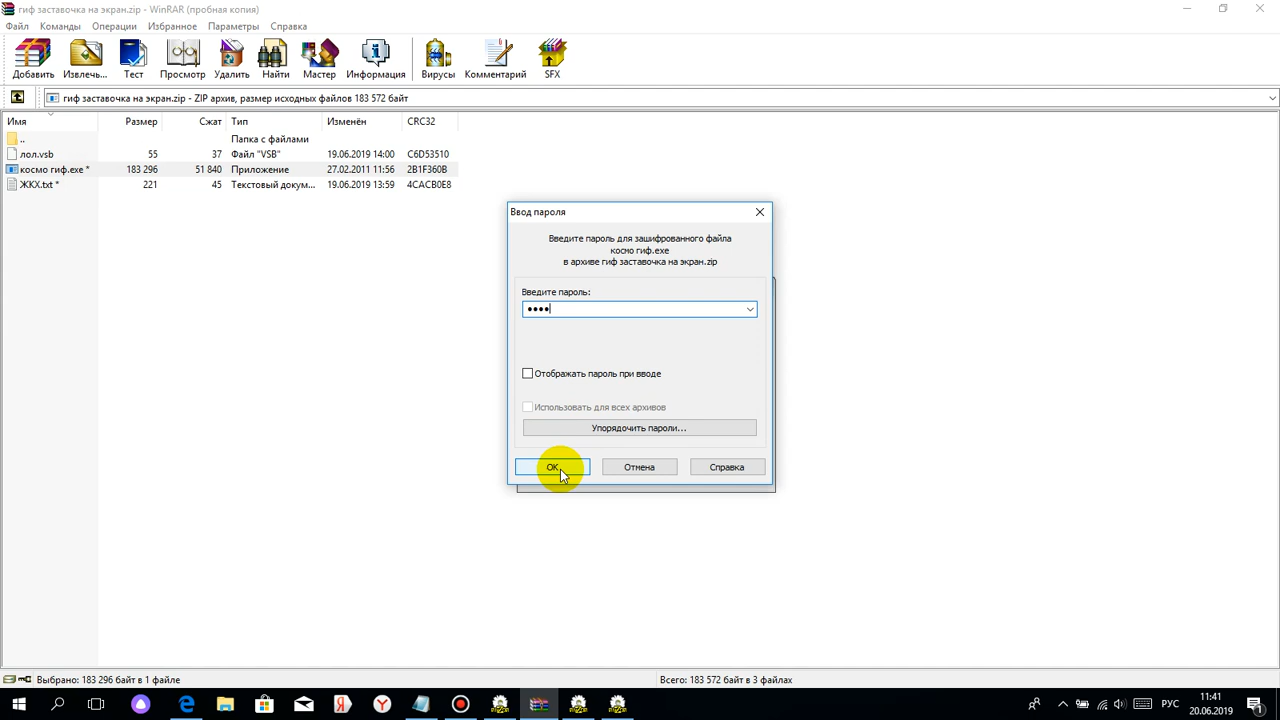 гиф заставочка на экран.zip - WinRAR (пробная копия)
Файл Команды Операции Избранное Параметры Справка
Добавить Извлечь... Тест Просмотр Удалить Найти Мастер Информация Вирусы Комментарий SFX
гиф заставочка на экран.zip - ZIP архив, размер исходных файлов 183 572 байт
Имя Размер Сжат Тип Изменён CRC32
.. Папка с файлами
лол.vsb 55 37 Файл "VSB" 19.06.2019 14:00 C6D53510
космо гиф.exe * 183 296 51 840 Приложение 27.02.2011 11:56 2B1F360B
ЖКХ.txt * 221 45 Текстовый докум... 19.06.2019 13:59 4CACB0E8
Ввод пароля
Введите пароль для зашифрованного файла
космо гиф.exe
в архиве гиф заставочка на экран.zip
Введите пароль:
••••
Отображать пароль при вводе
Использовать для всех архивов
Упорядочить пароли...
OK Отмена Справка
Выбрано: 183 296 байт в 1 файле Всего: 183 572 байт в 3 файлах
РУС 11:41
20.06.2019